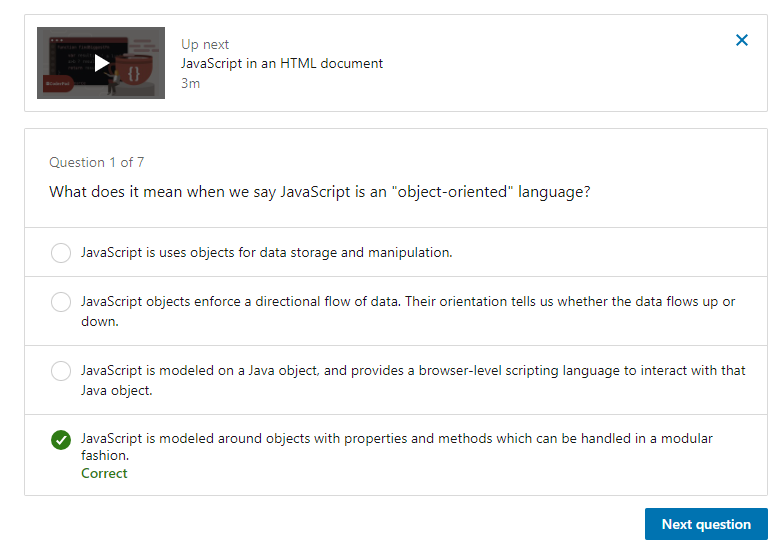 Up next
JavaScript in an HTML document
3m
Question 1 of 7
What does it mean when we say JavaScript is an "object-oriented" language?
JavaScript is uses objects for data storage and manipulation.
JavaScript objects enforce a directional flow of data. Their orientation tells us whether the data flows up or
down.
JavaScript is modeled on a Java object, and provides a browser-level scripting language to interact with that
Java object.
JavaScript is modeled around objects with properties and methods which can be handled in a modular
fashion.
Correct
Next question